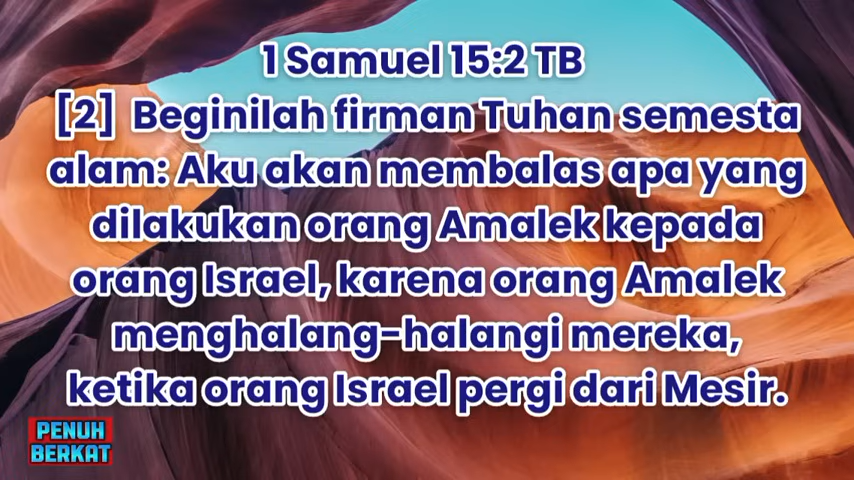 1 Samuel 15:2 TB
[2] Beginilah firman Tuhan semesta
alam: Aku akan membalas apa yang
dilakukan orang Amalek kepada
orang Israel, karena orang Amalek
menghalang-halangi mereka,
ketika orang Israel pergi dari Mesir.
PENUH
BERKAT